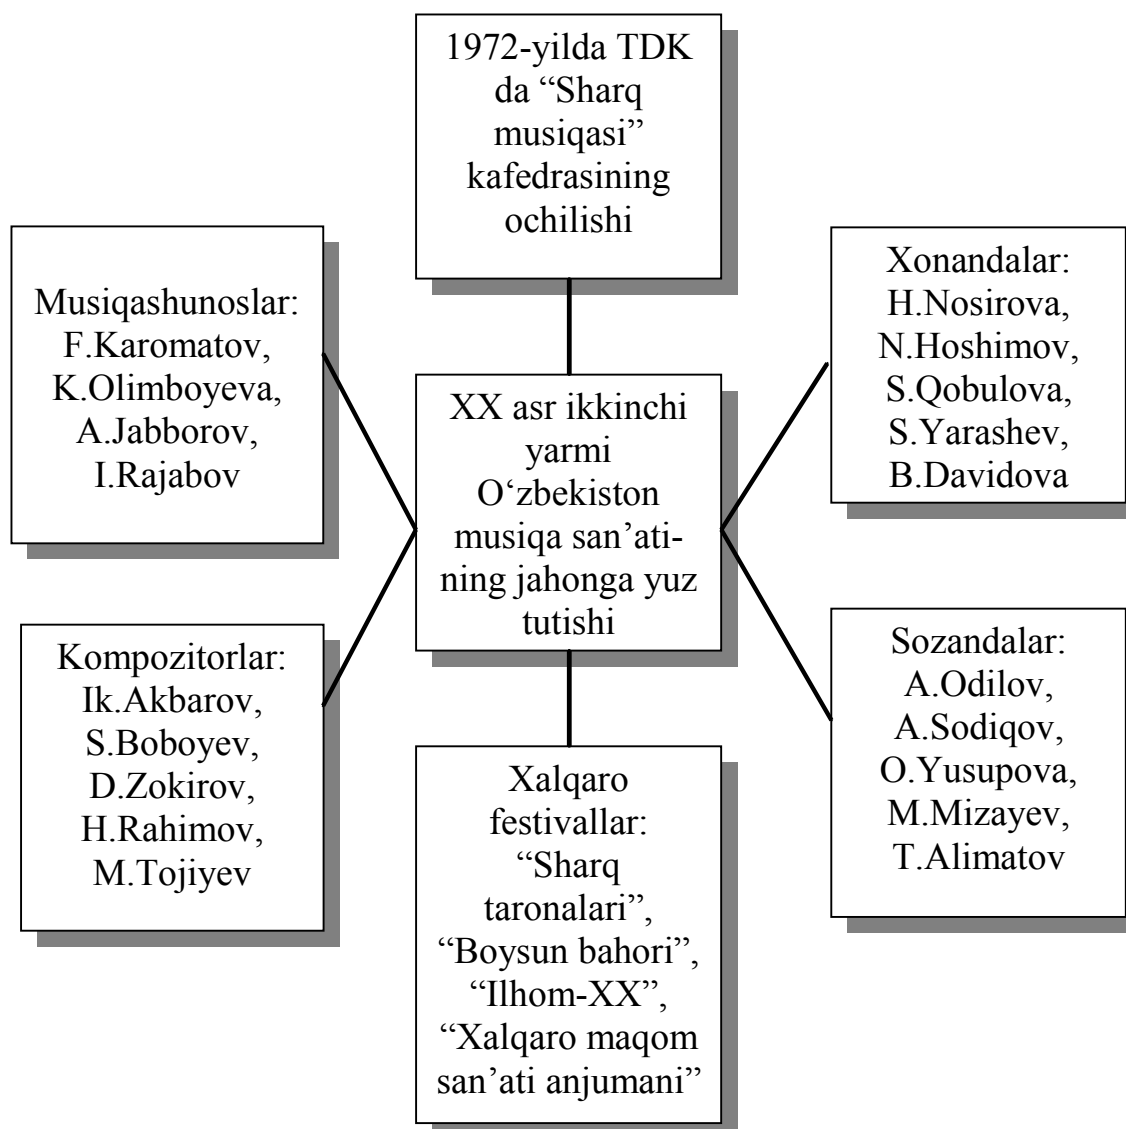 1972-yilda TDK
da “Sharq
musiqasi”
kafedrasining
ochilishi
Musiqashunoslar:
F.Karomatov,
K.Olimboyeva,
A.Jabborov,
I.Rajabov
Xonandalar:
H.Nosirova,
N.Hoshimov,
S.Qobulova,
S.Yarashev,
B.Davidova
XX asr ikkinchi
yarmi
O‘zbekiston
musiqa san’ati-
ning jahonga yuz
tutishi
Kompozitorlar:
Ik.Akbarov,
S.Boboyev,
D.Zokirov,
H.Rahimov,
M.Tojiyev
Sozandalar:
A.Odilov,
A.Sodiqov,
O.Yusupova,
M.Mizayev,
T.Alimatov
Xalqaro
festivallar:
“Sharq
taronalari”,
“Boysun bahori”,
“Ilhom-XX”,
“Xalqaro maqom
san’ati anjumani”